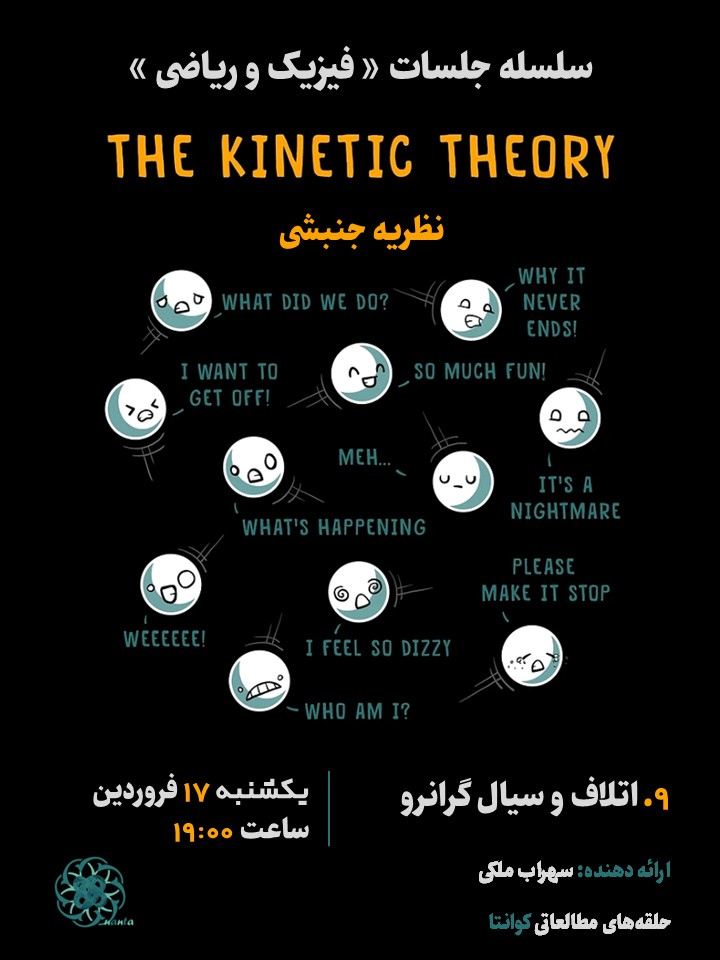 سلسله جلسات « فیزیک و ریاضی »
THE KINETIC THEORY
نظریه جنبشی
WHAT DID WE DO?
WHY IT
NEVER
ENDS!
I WANT TO
GET OFF!
SO MUCH FUN!
MEH...
IT'S A
NIGHTMARE
WHAT'S HAPPENING
PLEASE
MAKE IT STOP
WEEEEEE!
I FEEL SO DIZZY
WHO AM I?
۹. اتلاف و سیال گرانرو
یکشنبه ۱۷ فروردین
ساعت ۱۹:۰۰
ارائه دهنده: سهراب ملکی
حلقه‌های مطالعاتی کوانتا
uanta